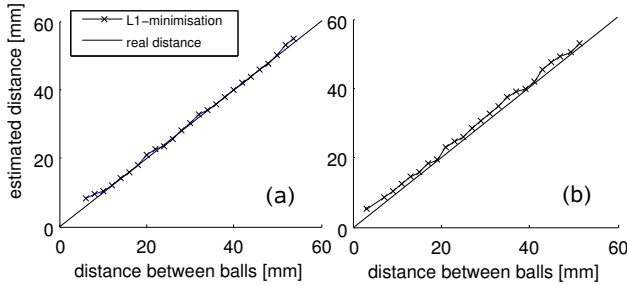 estimated distance [mm]
60
40
20
0
L1−minimisation
real distance
(a)
0
20
40
60
distance between balls [mm]
60
40
20
0
(b)
0
20
40
60
distance between balls [mm]